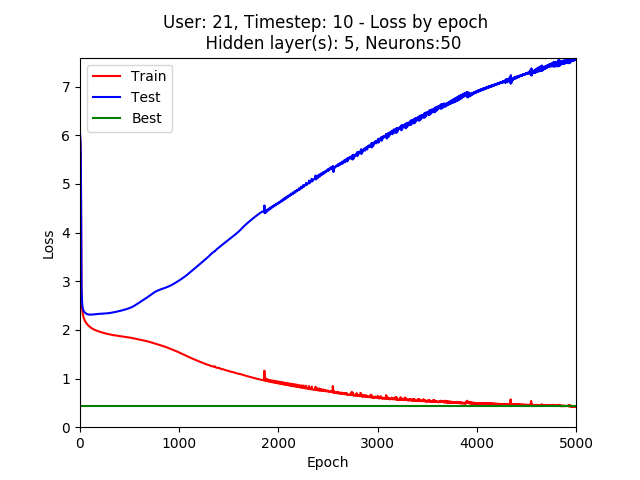 User: 21, Timestep: 10 - Loss by epoch
Hidden layer(s): 5, Neurons:50
Train
Test
Best
Loss
7
6
5
4
3
2
1
0
0 1000 2000 3000 4000 5000
Epoch